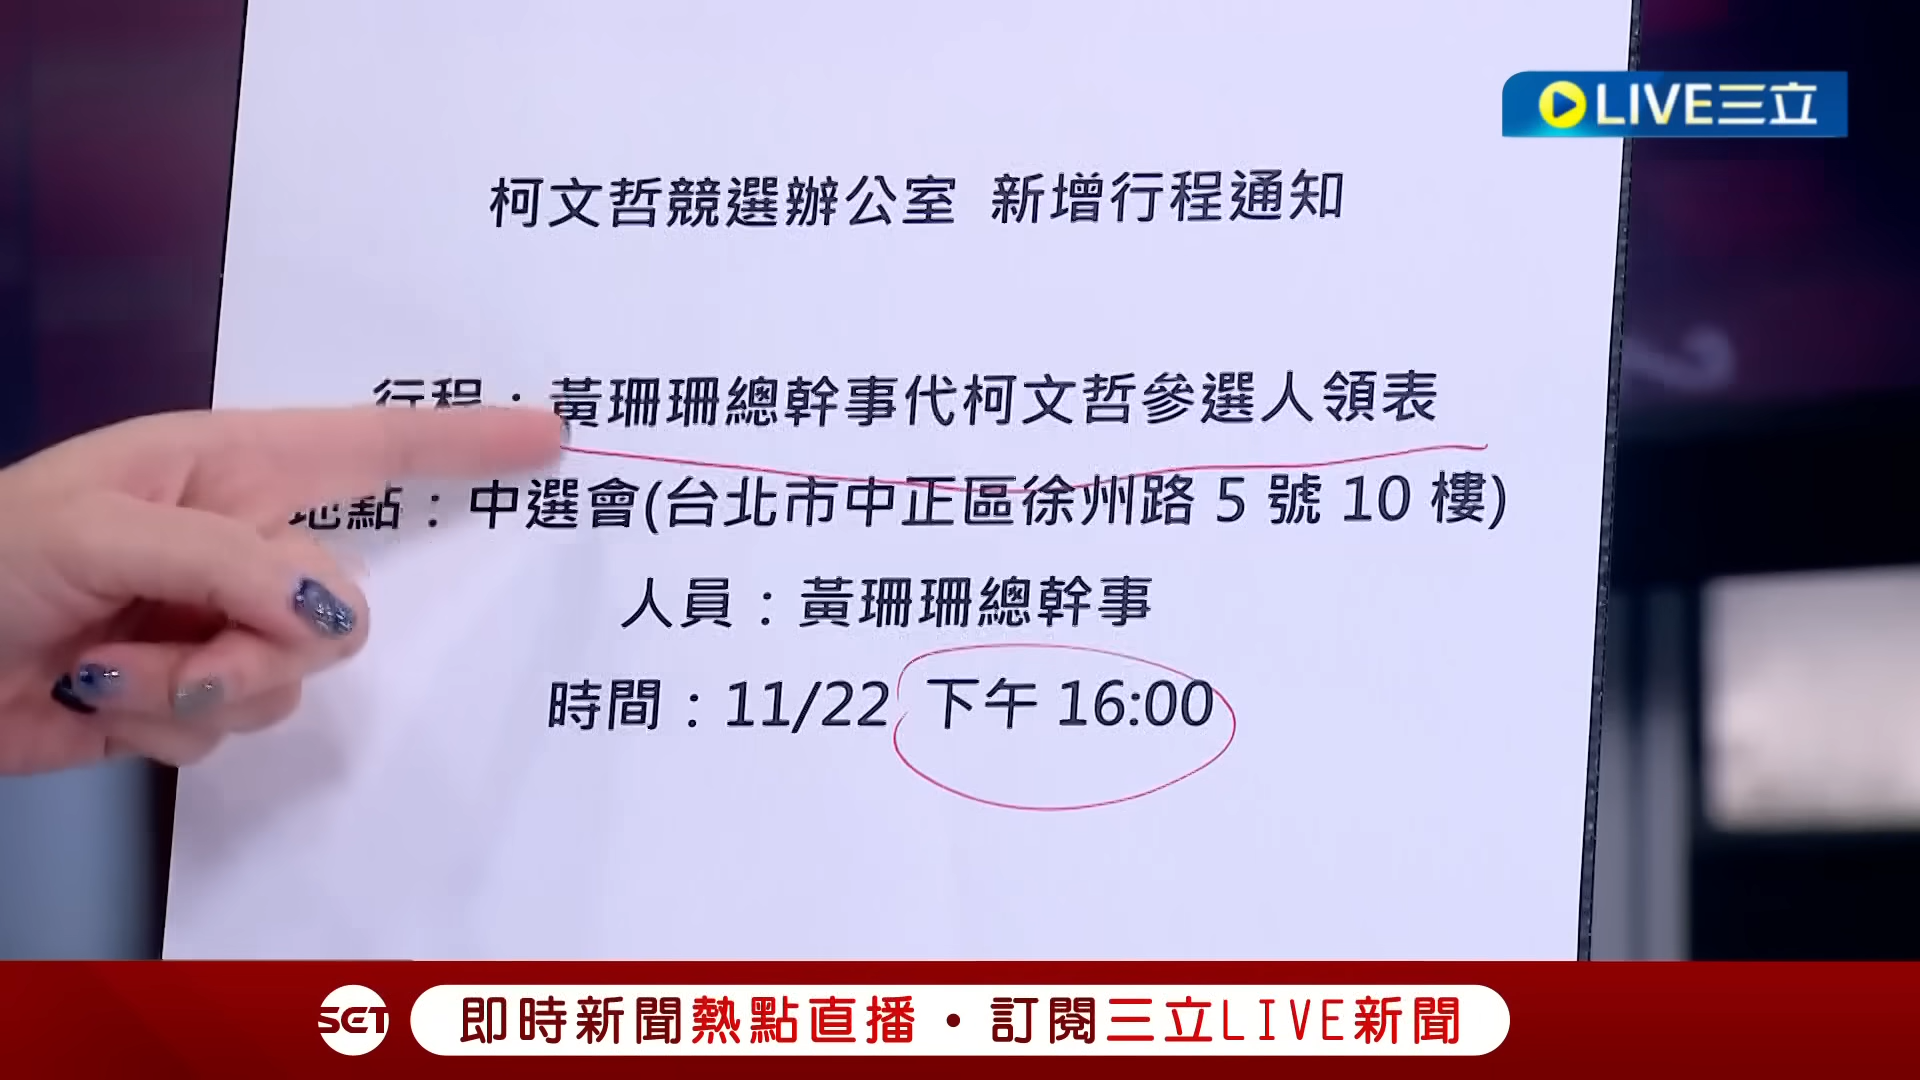 LIVE三立
柯文哲競選辦公室 新增行程通知
行程：黃珊珊總幹事代柯文哲參選人領表
地點：中選會(台北市中正區徐州路 5 號 10 樓)
人員：黃珊珊總幹事
時間：11/22 下午 16:00
SET 即時新聞熱點直播・訂閱三立LIVE新聞